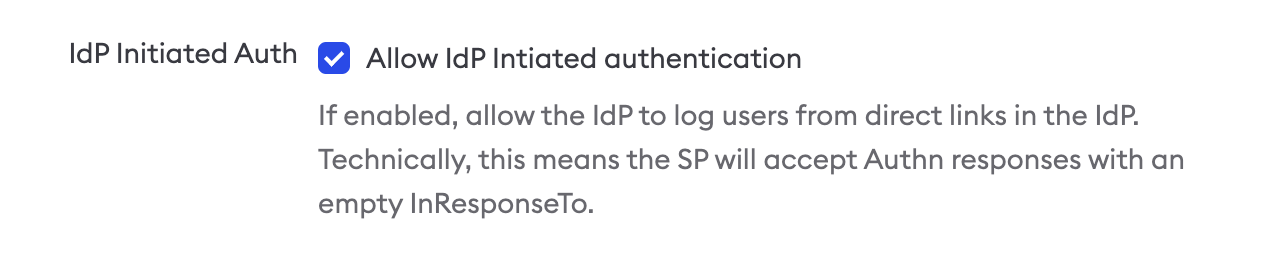 IdP Initiated Auth
Allow IdP Intiated authentication
If enabled, allow the IdP to log users from direct links in the IdP.
Technically, this means the SP will accept Authn responses with an
empty InResponseTo.